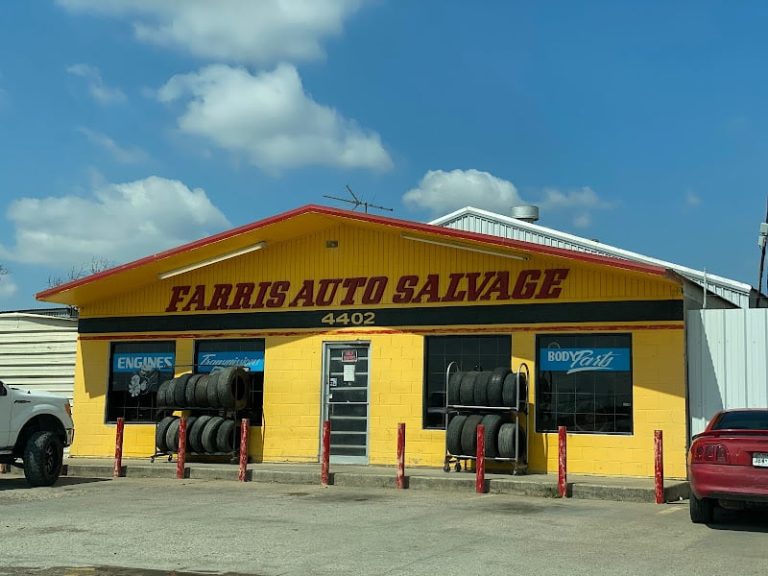 FARRIS AUTO SALVAGE
4402
ENGINES
Transmissions
BODY Parts